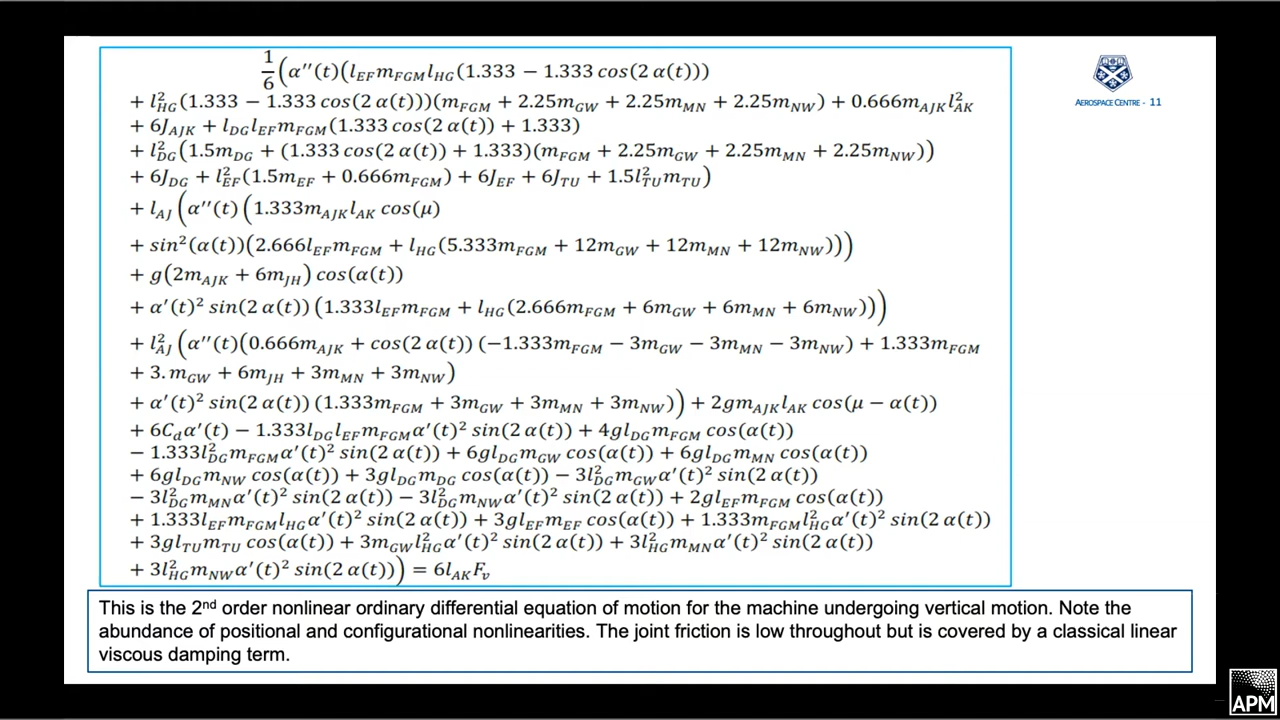 1/6 (α′′(t)(l_EF m_FGM l_HG(1.333 − 1.333 cos(2 α(t)))
+ l²_HG(1.333 − 1.333 cos(2 α(t)))(m_FGM + 2.25m_GW + 2.25m_MN + 2.25m_NW) + 0.666m_AJK l²_AK
+ 6J_AJK + l_DG l_EF m_FGM(1.333 cos(2 α(t)) + 1.333)
+ l²_DG(1.5m_DG + (1.333 cos(2 α(t)) + 1.333)(m_FGM + 2.25m_GW + 2.25m_MN + 2.25m_NW))
+ 6J_DG + l²_EF(1.5m_EF + 0.666m_FGM) + 6J_EF + 6J_TU + 1.5l²_TU m_TU)
+ l_AJ (α′′(t) (1.333m_AJK l_AK cos(μ)
+ sin²(α(t))(2.666l_EF m_FGM + l_HG(5.333m_FGM + 12m_GW + 12m_MN + 12m_NW)))
+ g(2m_AJK + 6m_JH) cos(α(t))
+ α′(t)² sin(2 α(t)) (1.333l_EF m_FGM + l_HG(2.666m_FGM + 6m_GW + 6m_MN + 6m_NW)))
+ l²_AJ (α′′(t)(0.666m_AJK + cos(2 α(t)) (−1.333m_FGM − 3m_GW − 3m_MN − 3m_NW) + 1.333m_FGM
+ 3. m_GW + 6m_JH + 3m_MN + 3m_NW)
+ α′(t)² sin(2 α(t)) (1.333m_FGM + 3m_GW + 3m_MN + 3m_NW)) + 2gm_AJK l_AK cos(μ − α(t))
+ 6C_d α′(t) − 1.333l_DG l_EF m_FGM α′(t)² sin(2 α(t)) + 4gl_DG m_FGM cos(α(t))
− 1.333l²_DG m_FGM α′(t)² sin(2 α(t)) + 6gl_DG m_GW cos(α(t)) + 6gl_DG m_MN cos(α(t))
+ 6gl_DG m_NW cos(α(t)) + 3gl_DG m_DG cos(α(t)) − 3l²_DG m_GW α′(t)² sin(2 α(t))
− 3l²_DG m_MN α′(t)² sin(2 α(t)) − 3l²_DG m_NW α′(t)² sin(2 α(t)) + 2gl_EF m_FGM cos(α(t))
+ 1.333l_EF m_FGM l_HG α′(t)² sin(2 α(t)) + 3gl_EF m_EF cos(α(t)) + 1.333m_FGM l²_HG α′(t)² sin(2 α(t))
+ 3gl_TU m_TU cos(α(t)) + 3m_GW l²_HG α′(t)² sin(2 α(t)) + 3l²_HG m_MN α′(t)² sin(2 α(t))
+ 3l²_HG m_NW α′(t)² sin(2 α(t))) = 6l_AK F_v
AEROSPACE CENTRE - 11
This is the 2nd order nonlinear ordinary differential equation of motion for the machine undergoing vertical motion. Note the
abundance of positional and configurational nonlinearities. The joint friction is low throughout but is covered by a classical linear
viscous damping term.
APM